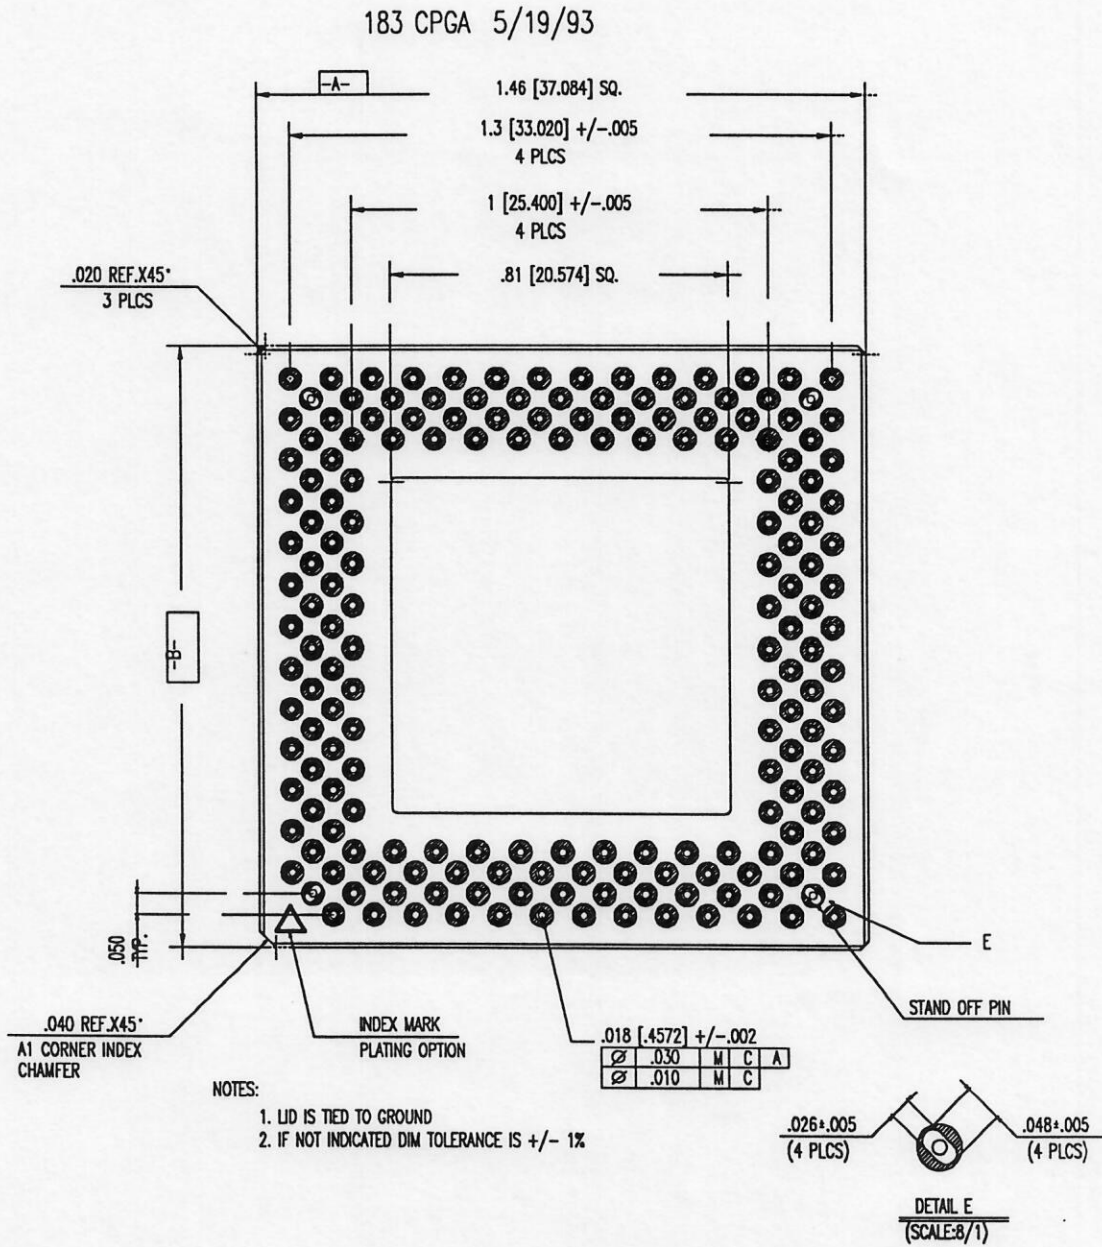 183 CPGA 5/19/93
-A-
1.46 [37.084] SQ.
1.3 [33.020] +/-.005
4 PLCS
1 [25.400] +/-.005
4 PLCS
.81 [20.574] SQ.
.020 REF.X45°
3 PLCS
-B-
.050
TYP.
E
STAND OFF PIN
.040 REF.X45°
A1 CORNER INDEX
CHAMFER
INDEX MARK
PLATING OPTION
.018 [.4572] +/-.002
Ø .030 M C A
Ø .010 M C
NOTES:
1. LID IS TIED TO GROUND
2. IF NOT INDICATED DIM TOLERANCE IS +/- 1%
.026±.005
(4 PLCS)
.048±.005
(4 PLCS)
DETAIL E
(SCALE:8/1)